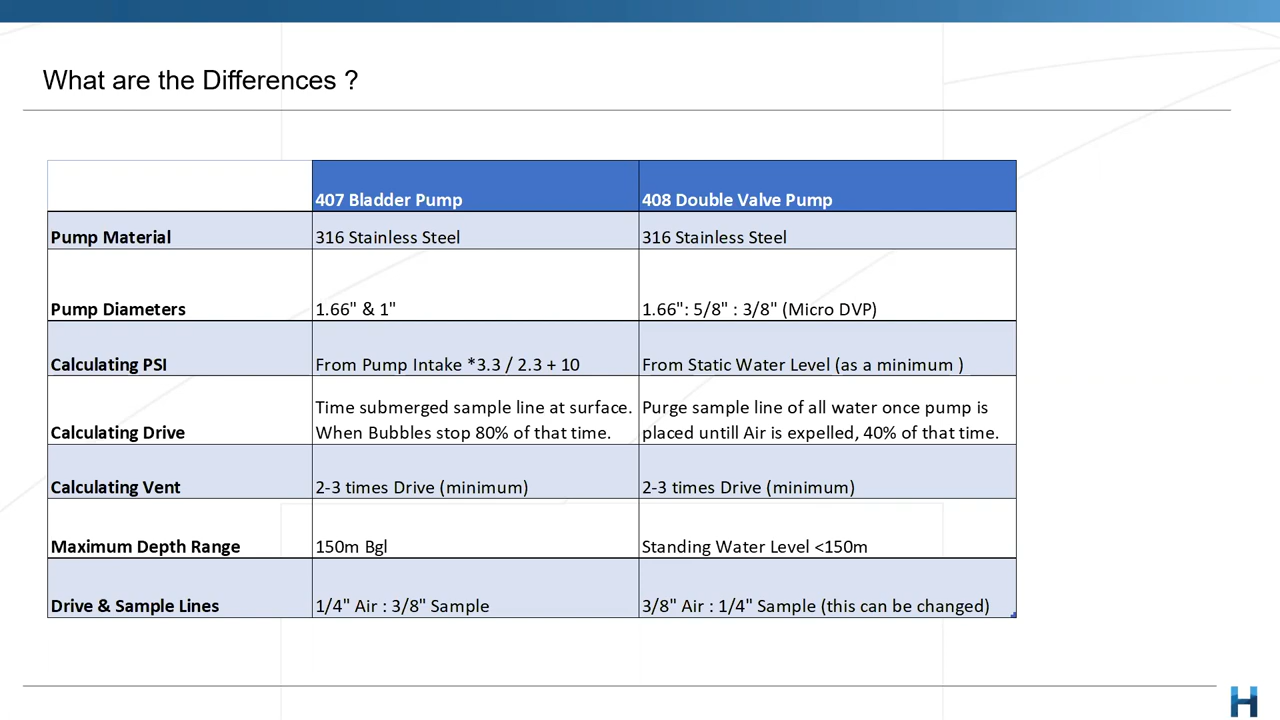 What are the Differences ?
407 Bladder Pump 408 Double Valve Pump
Pump Material 316 Stainless Steel 316 Stainless Steel
Pump Diameters 1.66" & 1" 1.66": 5/8" : 3/8" (Micro DVP)
Calculating PSI From Pump Intake *3.3 / 2.3 + 10 From Static Water Level (as a minimum )
Calculating Drive Time submerged sample line at surface. When Bubbles stop 80% of that time. Purge sample line of all water once pump is placed untill Air is expelled, 40% of that time.
Calculating Vent 2-3 times Drive (minimum) 2-3 times Drive (minimum)
Maximum Depth Range 150m Bgl Standing Water Level <150m
Drive & Sample Lines 1/4" Air : 3/8" Sample 3/8" Air : 1/4" Sample (this can be changed)
H